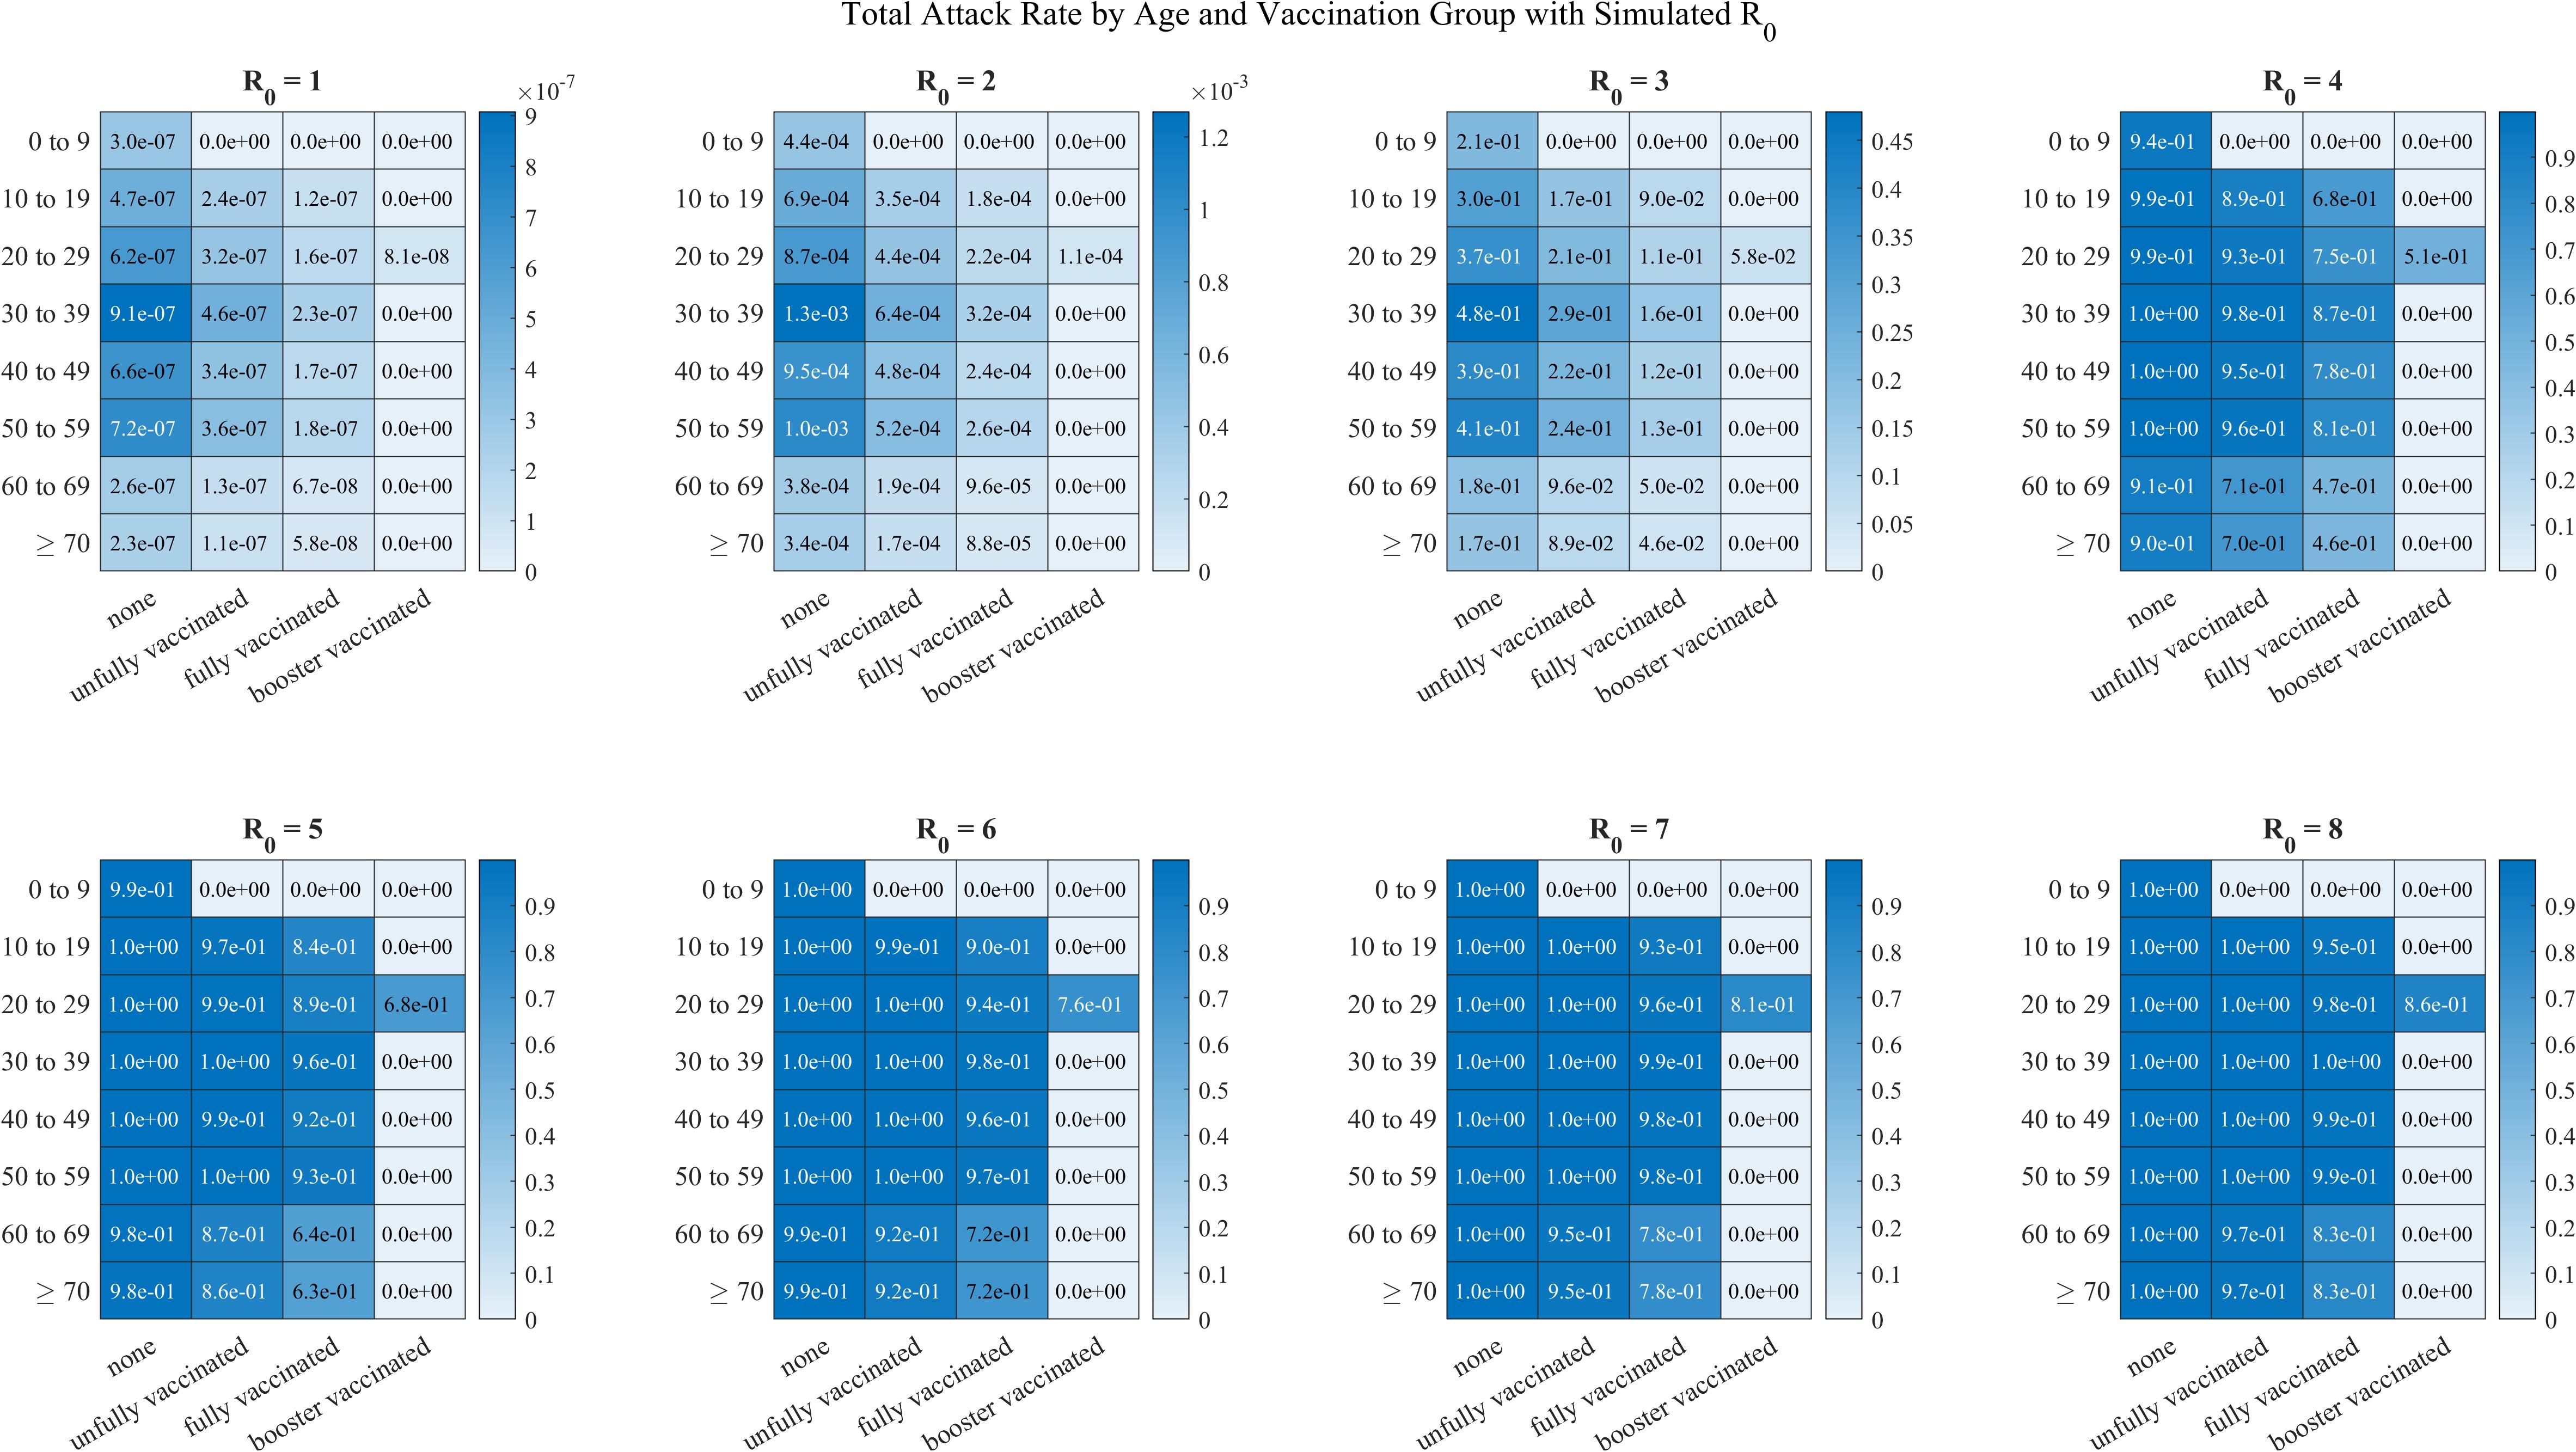 Total Attack Rate by Age and Vaccination Group with Simulated R0
R0 = 1
×10-7
0 to 9 3.0e-07 0.0e+00 0.0e+00 0.0e+00
10 to 19 4.7e-07 2.4e-07 1.2e-07 0.0e+00
20 to 29 6.2e-07 3.2e-07 1.6e-07 8.1e-08
30 to 39 9.1e-07 4.6e-07 2.3e-07 0.0e+00
40 to 49 6.6e-07 3.4e-07 1.7e-07 0.0e+00
50 to 59 7.2e-07 3.6e-07 1.8e-07 0.0e+00
60 to 69 2.6e-07 1.3e-07 6.7e-08 0.0e+00
≥ 70 2.3e-07 1.1e-07 5.8e-08 0.0e+00
9
8
7
6
5
4
3
2
1
0
none
unfully vaccinated
fully vaccinated
booster vaccinated
R0 = 2
×10-3
0 to 9 4.4e-04 0.0e+00 0.0e+00 0.0e+00
10 to 19 6.9e-04 3.5e-04 1.8e-04 0.0e+00
20 to 29 8.7e-04 4.4e-04 2.2e-04 1.1e-04
30 to 39 1.3e-03 6.4e-04 3.2e-04 0.0e+00
40 to 49 9.5e-04 4.8e-04 2.4e-04 0.0e+00
50 to 59 1.0e-03 5.2e-04 2.6e-04 0.0e+00
60 to 69 3.8e-04 1.9e-04 9.6e-05 0.0e+00
≥ 70 3.4e-04 1.7e-04 8.8e-05 0.0e+00
1.2
1
0.8
0.6
0.4
0.2
0
none
unfully vaccinated
fully vaccinated
booster vaccinated
R0 = 3
0 to 9 2.1e-01 0.0e+00 0.0e+00 0.0e+00
10 to 19 3.0e-01 1.7e-01 9.0e-02 0.0e+00
20 to 29 3.7e-01 2.1e-01 1.1e-01 5.8e-02
30 to 39 4.8e-01 2.9e-01 1.6e-01 0.0e+00
40 to 49 3.9e-01 2.2e-01 1.2e-01 0.0e+00
50 to 59 4.1e-01 2.4e-01 1.3e-01 0.0e+00
60 to 69 1.8e-01 9.6e-02 5.0e-02 0.0e+00
≥ 70 1.7e-01 8.9e-02 4.6e-02 0.0e+00
0.45
0.4
0.35
0.3
0.25
0.2
0.15
0.1
0.05
0
none
unfully vaccinated
fully vaccinated
booster vaccinated
R0 = 4
0 to 9 9.4e-01 0.0e+00 0.0e+00 0.0e+00
10 to 19 9.9e-01 8.9e-01 6.8e-01 0.0e+00
20 to 29 9.9e-01 9.3e-01 7.5e-01 5.1e-01
30 to 39 1.0e+00 9.8e-01 8.7e-01 0.0e+00
40 to 49 1.0e+00 9.5e-01 7.8e-01 0.0e+00
50 to 59 1.0e+00 9.6e-01 8.1e-01 0.0e+00
60 to 69 9.1e-01 7.1e-01 4.7e-01 0.0e+00
≥ 70 9.0e-01 7.0e-01 4.6e-01 0.0e+00
0.9
0.8
0.7
0.6
0.5
0.4
0.3
0.2
0.1
0
none
unfully vaccinated
fully vaccinated
booster vaccinated
R0 = 5
0 to 9 9.9e-01 0.0e+00 0.0e+00 0.0e+00
10 to 19 1.0e+00 9.7e-01 8.4e-01 0.0e+00
20 to 29 1.0e+00 9.9e-01 8.9e-01 6.8e-01
30 to 39 1.0e+00 1.0e+00 9.6e-01 0.0e+00
40 to 49 1.0e+00 9.9e-01 9.2e-01 0.0e+00
50 to 59 1.0e+00 1.0e+00 9.3e-01 0.0e+00
60 to 69 9.8e-01 8.7e-01 6.4e-01 0.0e+00
≥ 70 9.8e-01 8.6e-01 6.3e-01 0.0e+00
0.9
0.8
0.7
0.6
0.5
0.4
0.3
0.2
0.1
0
none
unfully vaccinated
fully vaccinated
booster vaccinated
R0 = 6
0 to 9 1.0e+00 0.0e+00 0.0e+00 0.0e+00
10 to 19 1.0e+00 9.9e-01 9.0e-01 0.0e+00
20 to 29 1.0e+00 1.0e+00 9.4e-01 7.6e-01
30 to 39 1.0e+00 1.0e+00 9.8e-01 0.0e+00
40 to 49 1.0e+00 1.0e+00 9.6e-01 0.0e+00
50 to 59 1.0e+00 1.0e+00 9.7e-01 0.0e+00
60 to 69 9.9e-01 9.2e-01 7.2e-01 0.0e+00
≥ 70 9.9e-01 9.2e-01 7.2e-01 0.0e+00
0.9
0.8
0.7
0.6
0.5
0.4
0.3
0.2
0.1
0
none
unfully vaccinated
fully vaccinated
booster vaccinated
R0 = 7
0 to 9 1.0e+00 0.0e+00 0.0e+00 0.0e+00
10 to 19 1.0e+00 1.0e+00 9.3e-01 0.0e+00
20 to 29 1.0e+00 1.0e+00 9.6e-01 8.1e-01
30 to 39 1.0e+00 1.0e+00 9.9e-01 0.0e+00
40 to 49 1.0e+00 1.0e+00 9.8e-01 0.0e+00
50 to 59 1.0e+00 1.0e+00 9.8e-01 0.0e+00
60 to 69 1.0e+00 9.5e-01 7.8e-01 0.0e+00
≥ 70 1.0e+00 9.5e-01 7.8e-01 0.0e+00
0.9
0.8
0.7
0.6
0.5
0.4
0.3
0.2
0.1
0
none
unfully vaccinated
fully vaccinated
booster vaccinated
R0 = 8
0 to 9 1.0e+00 0.0e+00 0.0e+00 0.0e+00
10 to 19 1.0e+00 1.0e+00 9.5e-01 0.0e+00
20 to 29 1.0e+00 1.0e+00 9.8e-01 8.6e-01
30 to 39 1.0e+00 1.0e+00 1.0e+00 0.0e+00
40 to 49 1.0e+00 1.0e+00 9.9e-01 0.0e+00
50 to 59 1.0e+00 1.0e+00 9.9e-01 0.0e+00
60 to 69 1.0e+00 9.7e-01 8.3e-01 0.0e+00
≥ 70 1.0e+00 9.7e-01 8.3e-01 0.0e+00
0.9
0.8
0.7
0.6
0.5
0.4
0.3
0.2
0.1
0
none
unfully vaccinated
fully vaccinated
booster vaccinated